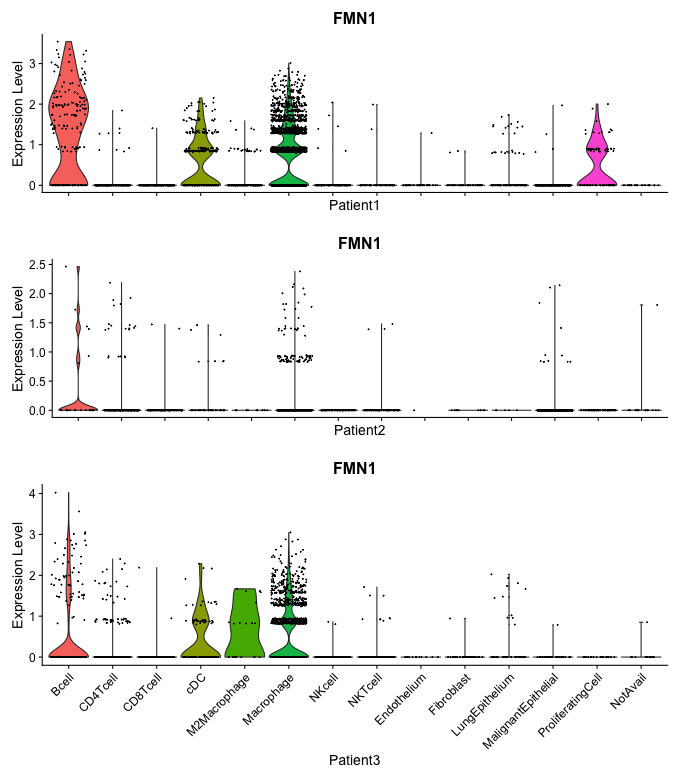 FMN1
Expression Level
3
2
1
0
Patient1
FMN1
Expression Level
2.5
2.0
1.5
1.0
0.5
0.0
Patient2
FMN1
Expression Level
4
3
2
1
0
Bcell
CD4Tcell
CD8Tcell
cDC
M2Macrophage
Macrophage
NKcell
NKTcell
Endothelium
Fibroblast
LungEpithelium
MalignantEpithelial
ProliferatingCell
NotAvail
Patient3